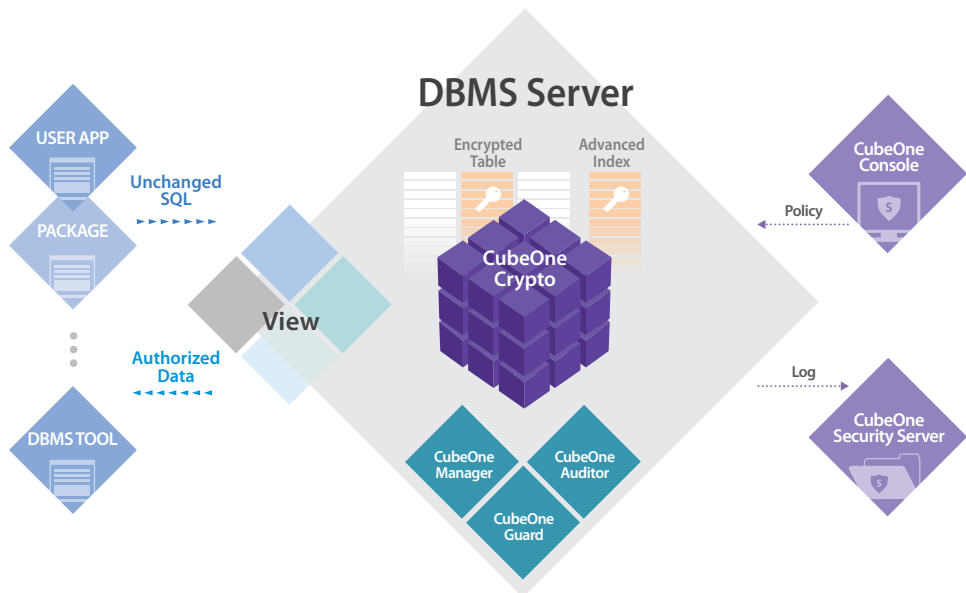 DBMS Server
USER APP
PACKAGE
DBMS TOOL
Unchanged
SQL
Authorized
Data
View
Encrypted
Table
Advanced
Index
CubeOne
Crypto
CubeOne
Manager
CubeOne
Auditor
CubeOne
Guard
Policy
Log
CubeOne
Console
S
CubeOne
Security Server
S